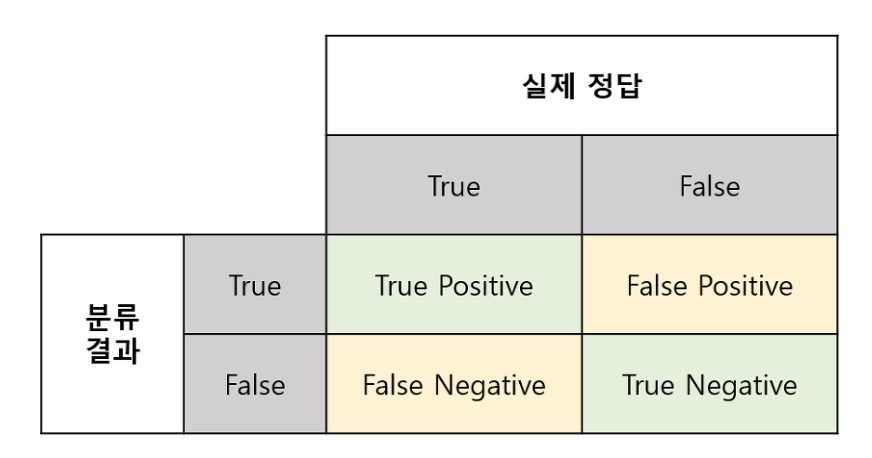 실제 정답
True False
분류
결과
True True Positive False Positive
False False Negative True Negative